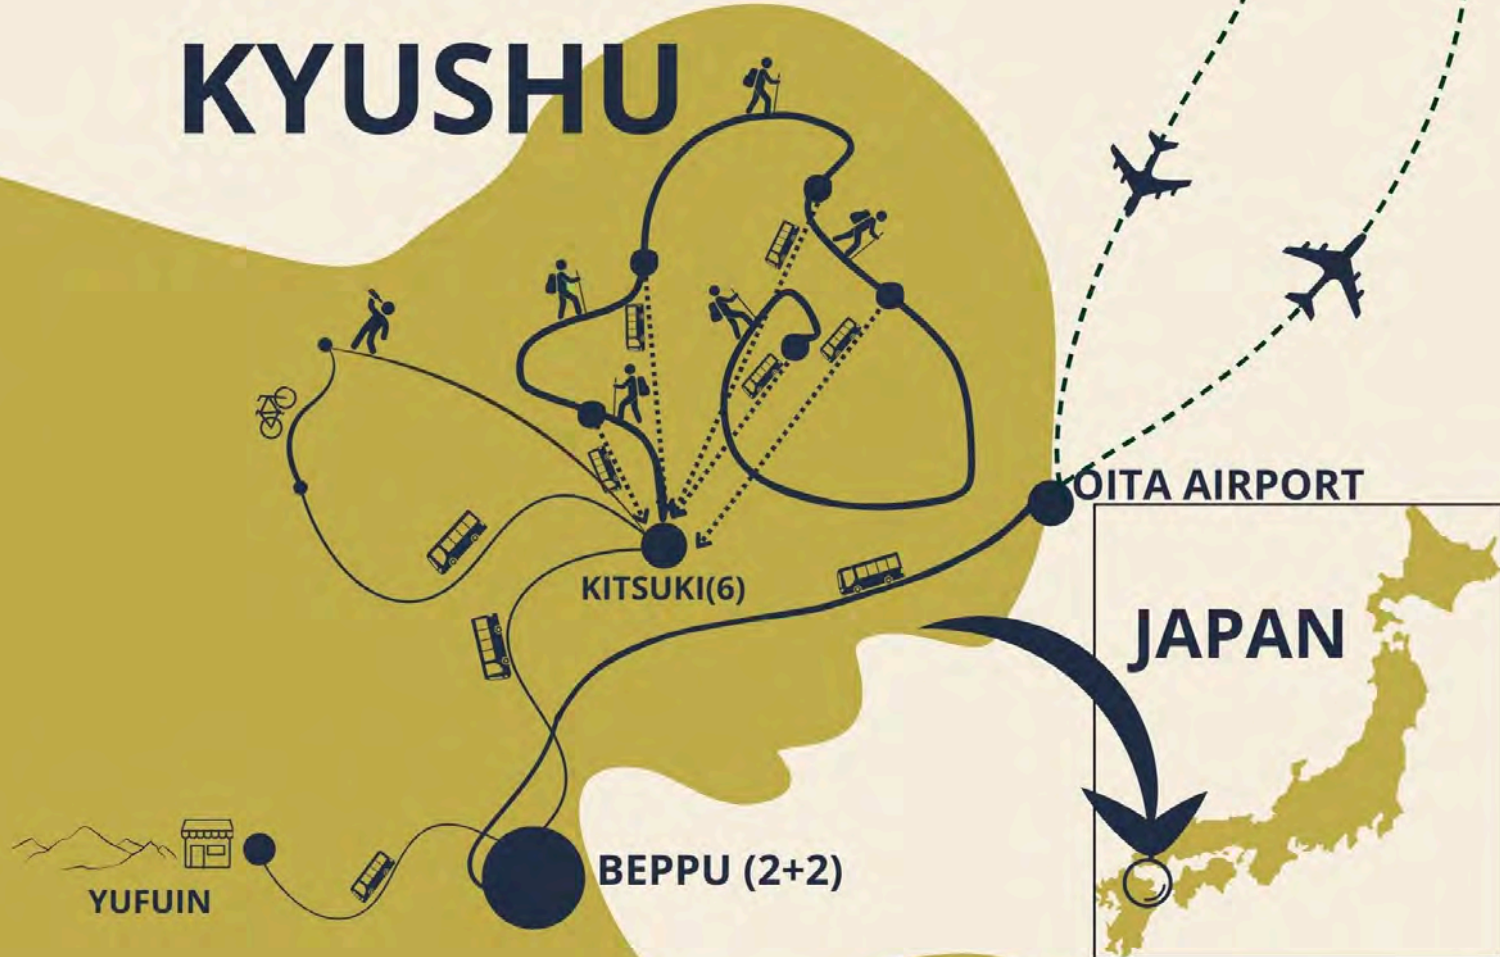 KYUSHU
OITA AIRPORT
KITSUKI(6)
JAPAN
BEPPU (2+2)
YUFUIN